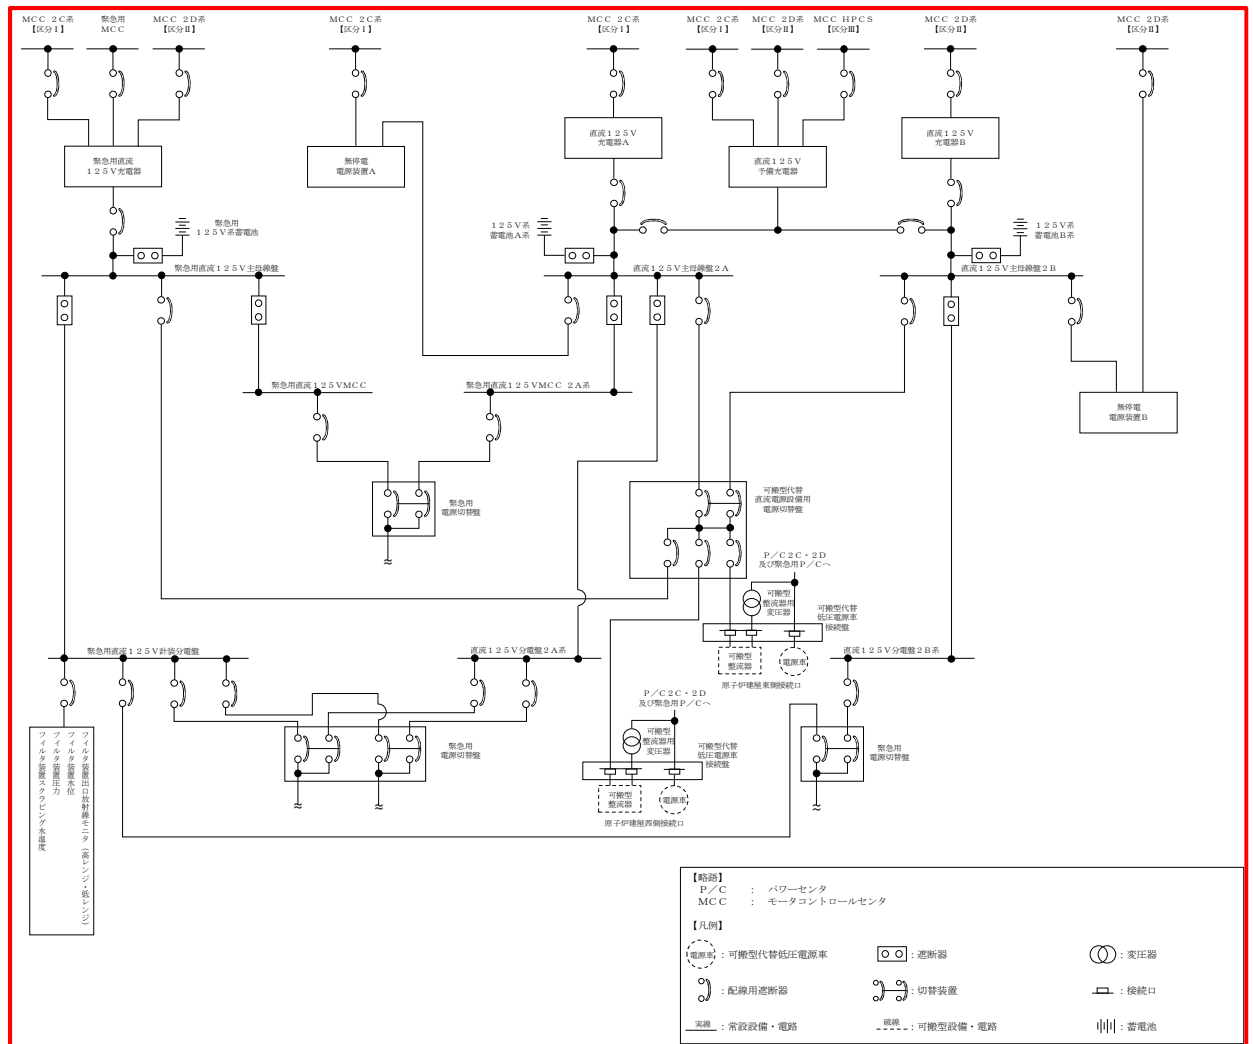 MCC 2C系
【区分Ⅰ】
緊急用
MCC
MCC 2D系
【区分Ⅱ】
MCC 2C系
【区分Ⅰ】
MCC 2C系
【区分Ⅰ】
MCC 2C系
【区分Ⅰ】
MCC 2D系
【区分Ⅱ】
MCC HPCS
【区分Ⅲ】
MCC 2D系
【区分Ⅱ】
MCC 2D系
【区分Ⅱ】
緊急用直流
125V充電器
無停電
電源装置A
直流125V
充電器A
直流125V
予備充電器
直流125V
充電器B
緊急用
125V系蓄電池
125V系
蓄電池A系
125V系
蓄電池B系
緊急用直流125V主母線盤
直流125V主母線盤2A
直流125V主母線盤2B
緊急用直流125VMCC
緊急用直流125VMCC 2A系
無停電
電源装置B
緊急用
電源切替盤
可搬型代替
直流電源設備用
電源切替盤
P/C2C・2D
及び緊急用P/Cへ
可搬型
整流器用
変圧器
可搬型代替
低圧電源車
接続盤
可搬型
整流器
電源車
原子炉建屋東側接続口
緊急用直流125V計装分電盤
直流125V分電盤2A系
直流125V分電盤2B系
P/C2C・2D
及び緊急用P/Cへ
可搬型
整流器用
変圧器
可搬型代替
低圧電源車
接続盤
可搬型
整流器
電源車
原子炉建屋西側接続口
緊急用
電源切替盤
緊急用
電源切替盤
フィルタ装置出口放射線モニタ(高レンジ・低レンジ)
フィルタ装置水位
フィルタ装置圧力
フィルタ装置スクラビング水温度
【略語】
P/C : パワーセンタ
MCC : モータコントロールセンタ
【凡例】
電源車 : 可搬型代替低圧電源車
: 遮断器
: 変圧器
: 配線用遮断器
: 切替装置
: 接続口
実線 : 常設設備・電路
破線 : 可搬型設備・電路
: 蓄電池